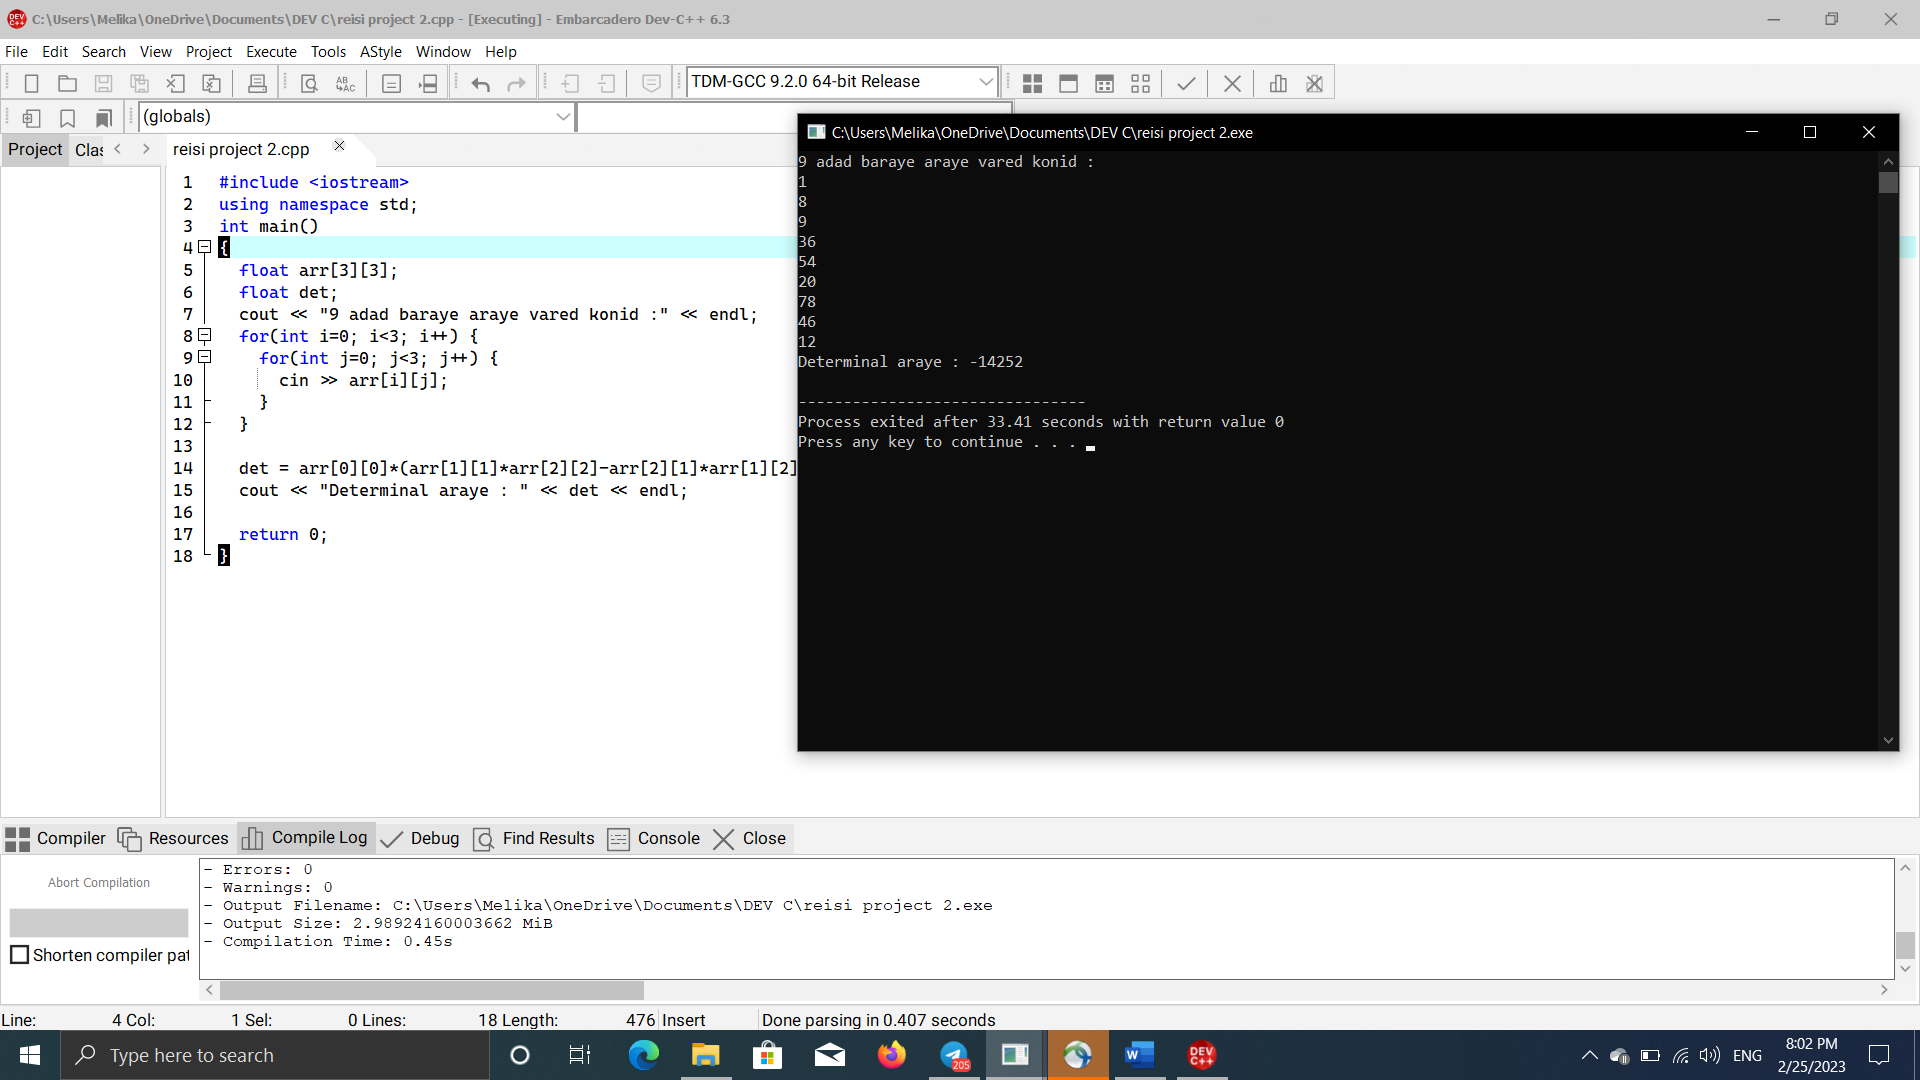 C:\Users\Melika\OneDrive\Documents\DEV C\reisi project 2.cpp - [Executing] - Embarcadero Dev-C++ 6.3
File Edit Search View Project Execute Tools AStyle Window Help
TDM-GCC 9.2.0 64-bit Release
(globals)
Project Clas
reisi project 2.cpp
1 #include <iostream>
2 using namespace std;
3 int main()
4 {
5 float arr[3][3];
6 float det;
7 cout << "9 adad baraye araye vared konid :" << endl;
8 for(int i=0; i<3; i++) {
9 for(int j=0; j<3; j++) {
10 cin >> arr[i][j];
11 }
12 }
13
14 det = arr[0][0]*(arr[1][1]*arr[2][2]-arr[2][1]*arr[1][2]
15 cout << "Determinal araye : " << det << endl;
16
17 return 0;
18 }
C:\Users\Melika\OneDrive\Documents\DEV C\reisi project 2.exe
9 adad baraye araye vared konid :
1
8
9
36
54
20
78
46
12
Determinal araye : -14252
--------------------------------
Process exited after 33.41 seconds with return value 0
Press any key to continue . . .
Compiler Resources Compile Log Debug Find Results Console Close
Abort Compilation
Shorten compiler pat
- Errors: 0
- Warnings: 0
- Output Filename: C:\Users\Melika\OneDrive\Documents\DEV C\reisi project 2.exe
- Output Size: 2.98924160003662 MiB
- Compilation Time: 0.45s
Line: 4 Col: 1 Sel: 0 Lines: 18 Length: 476 Insert Done parsing in 0.407 seconds
Type here to search
205
W
DEV C++
ENG
8:02 PM
2/25/2023